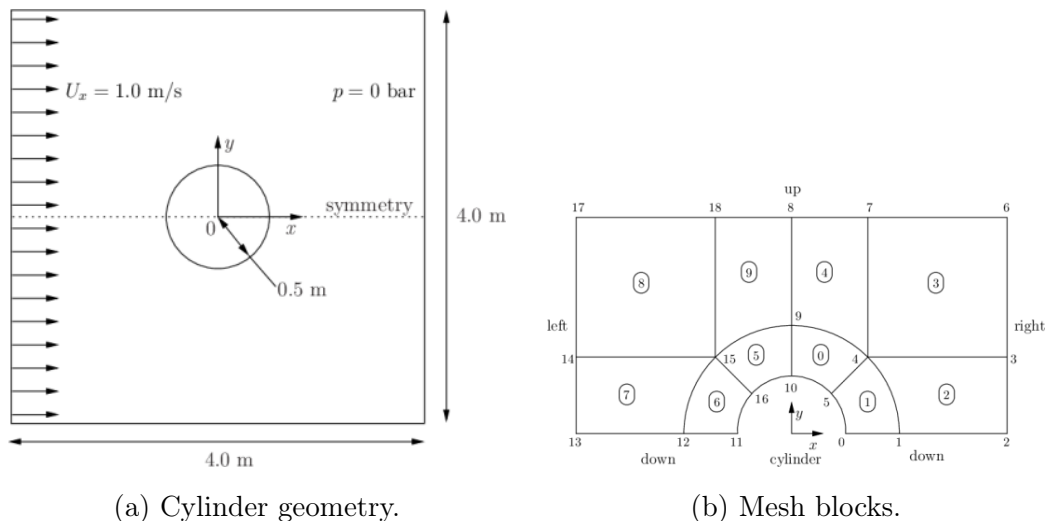 U_x = 1.0 m/s
p = 0 bar
y
symmetry
0
x
0.5 m
4.0 m
4.0 m
(a) Cylinder geometry.
up
17
18
8
7
6
9
4
8
3
left
9
right
14
15
5
0
4
3
7
6
16
10
5
1
2
y
x
13
12
11
0
1
2
down
cylinder
down
(b) Mesh blocks.